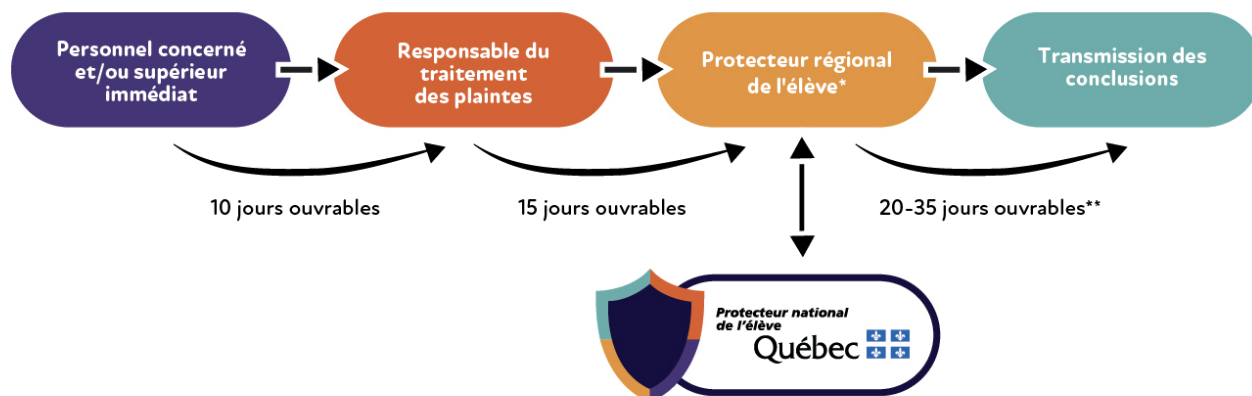 Personnel concerné
et/ou supérieur
immédiat
Responsable du
traitement
des plaintes
Protecteur régional
de l'élève*
Transmission des
conclusions
10 jours ouvrables
15 jours ouvrables
20-35 jours ouvrables**
Protecteur national
de l'élève
Québec